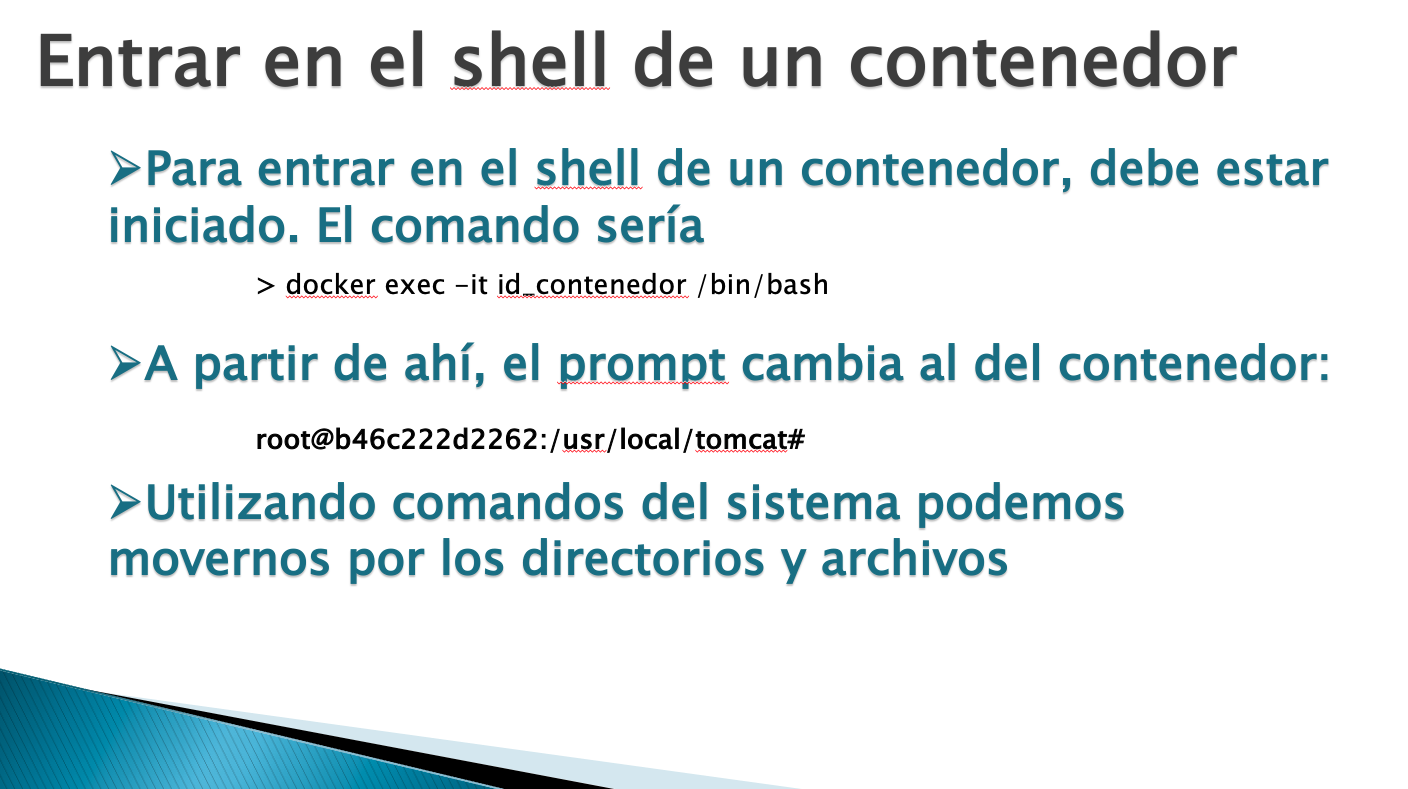 Entrar en el shell de un contenedor
➢Para entrar en el shell de un contenedor, debe estar
iniciado. El comando sería
> docker exec –it id_contenedor /bin/bash
➢A partir de ahí, el prompt cambia al del contenedor:
root@b46c222d2262:/usr/local/tomcat#
➢Utilizando comandos del sistema podemos
movernos por los directorios y archivos